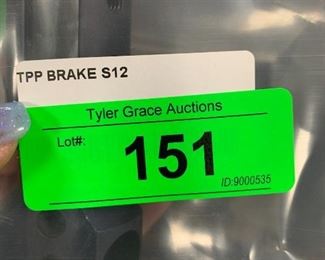 TPP BRAKE S12
Tyler Grace Auctions
Lot#:
151
ID:9000535